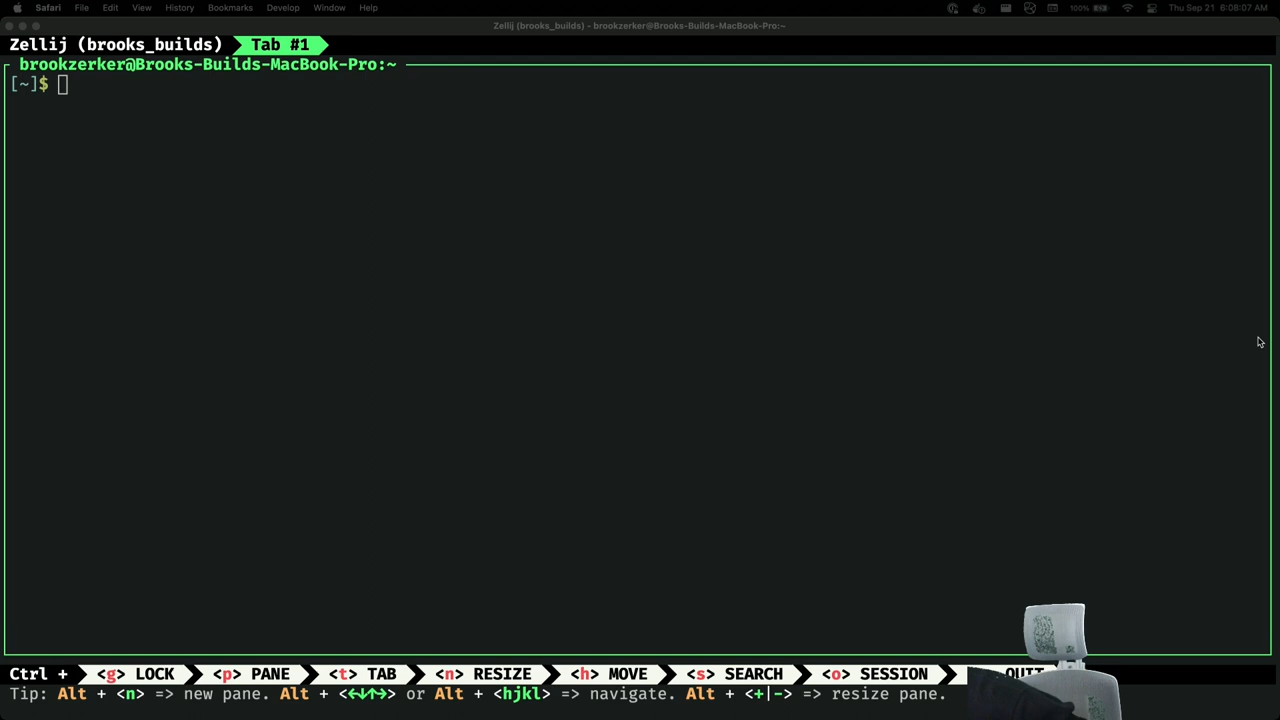 Safari File Edit View History Bookmarks Develop Window Help 100% Thu Sep 21 6:08:07 AM
Zellij (brooks_builds) - brookzerker@Brooks-Builds-MacBook-Pro:~
Zellij (brooks_builds) Tab #1
brookzerker@Brooks-Builds-MacBook-Pro:~
[~]$
Ctrl + <g> LOCK <p> PANE <t> TAB <n> RESIZE <h> MOVE <s> SEARCH <o> SESSION QUIT
Tip: Alt + <n> => new pane. Alt + <←↓↑→> or Alt + <hjkl> => navigate. Alt + <+|-> => resize pane.